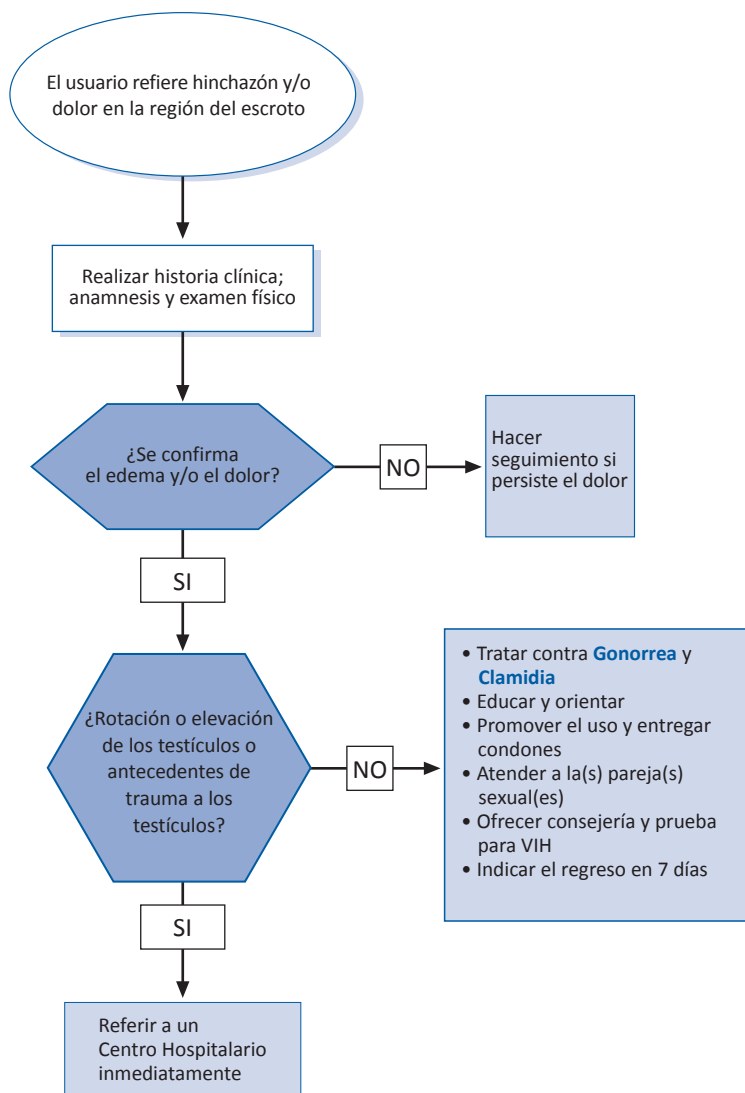 El usuario refiere hinchazón y/o
dolor en la región del escroto
Realizar historia clínica;
anamnesis y examen físico
¿Se confirma
el edema y/o el dolor?
NO
Hacer
seguimiento si
persiste el dolor
SI
¿Rotación o elevación
de los testículos o
antecedentes de
trauma a los
testículos?
NO
• Tratar contra Gonorrea y
Clamidia
• Educar y orientar
• Promover el uso y entregar
condones
• Atender a la(s) pareja(s)
sexual(es)
• Ofrecer consejería y prueba
para VIH
• Indicar el regreso en 7 días
SI
Referir a un
Centro Hospitalario
inmediatamente